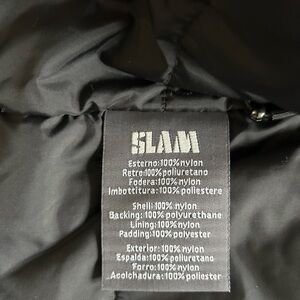 SLAM
Esterno:100%nylon
Retro:100%poliuretano
Fodera:100%nylon
Imbottitura:100%poliestere
Shell:100% nylon
Backing: 100% polyurethane
Lining: 100% nylon
Padding:100% polyester
Exterior: 100% nylon
Espalda:100%poliuretano
Forro: 100%nylon
Acolchadura: 100% poliester